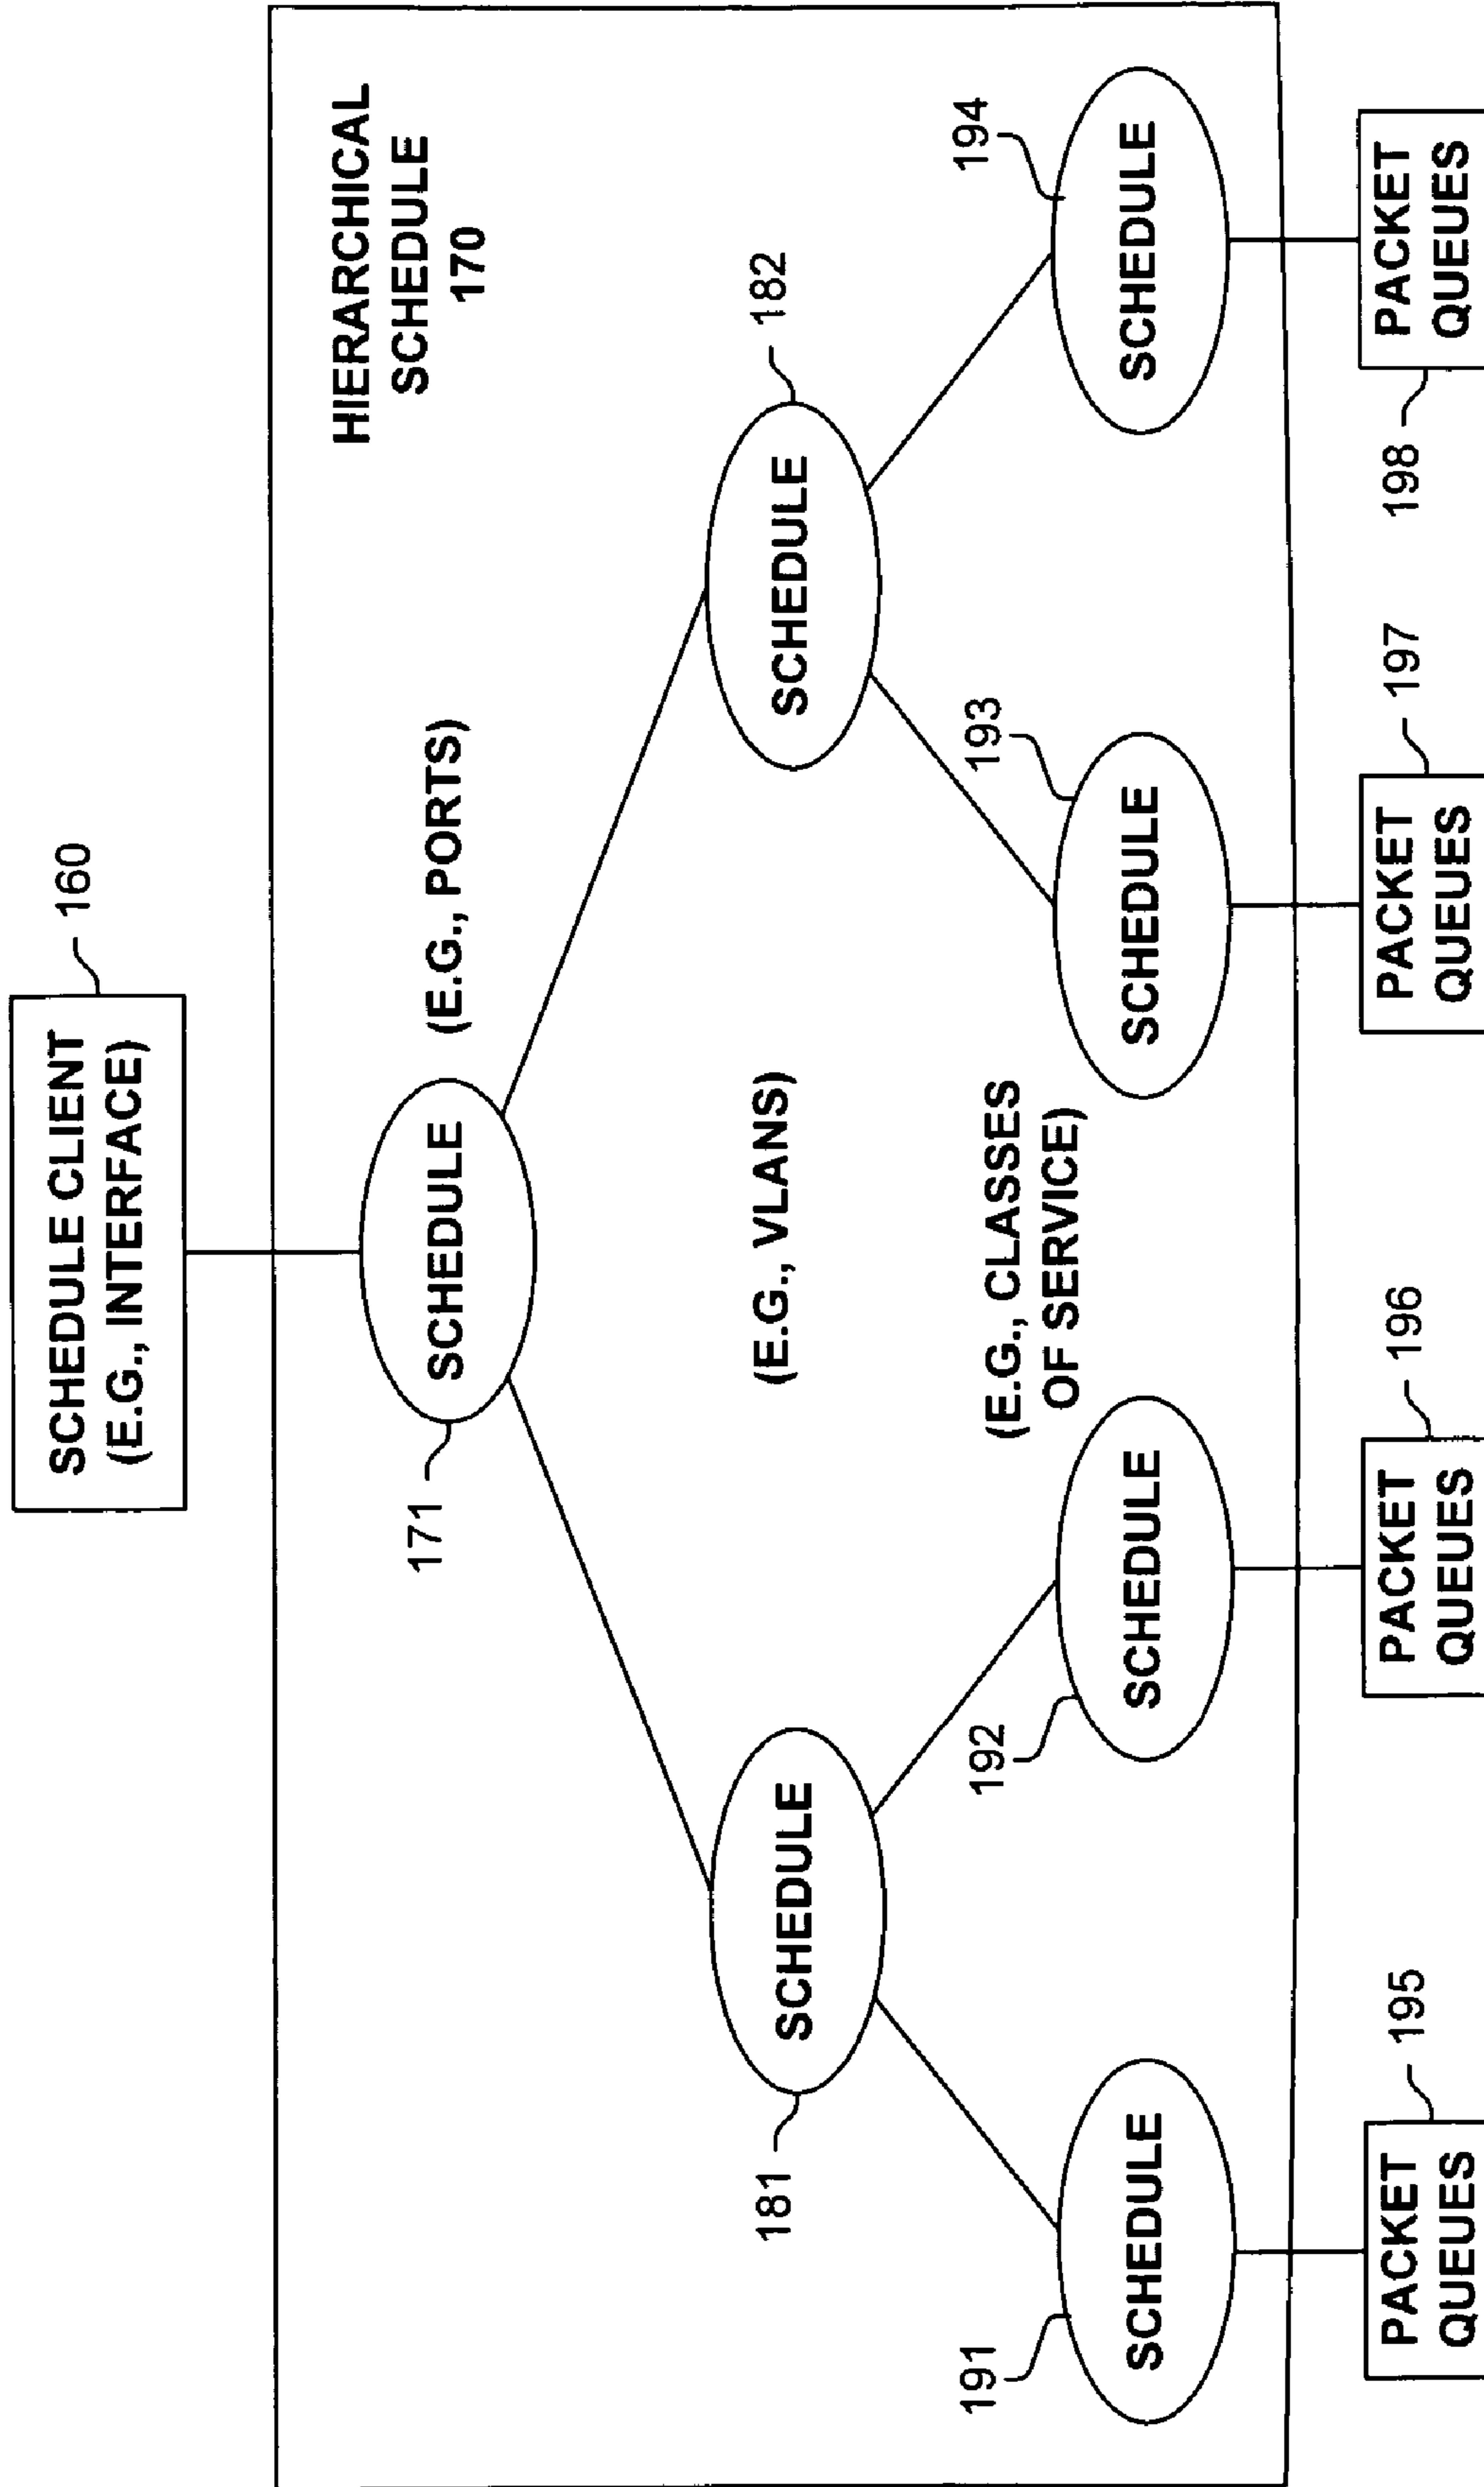 SCHEDULE CLIENT
(E.G., INTERFACE)
160
HIERARCHICAL
SCHEDULE
170
171
SCHEDULE
(E.G., PORTS)
181
SCHEDULE
(E.G., VLANS)
SCHEDULE
182
191
SCHEDULE
192
SCHEDULE
(E.G., CLASSES
OF SERVICE)
193
SCHEDULE
194
SCHEDULE
PACKET
QUEUES
195
PACKET
QUEUES
196
PACKET
QUEUES
197
198
PACKET
QUEUES